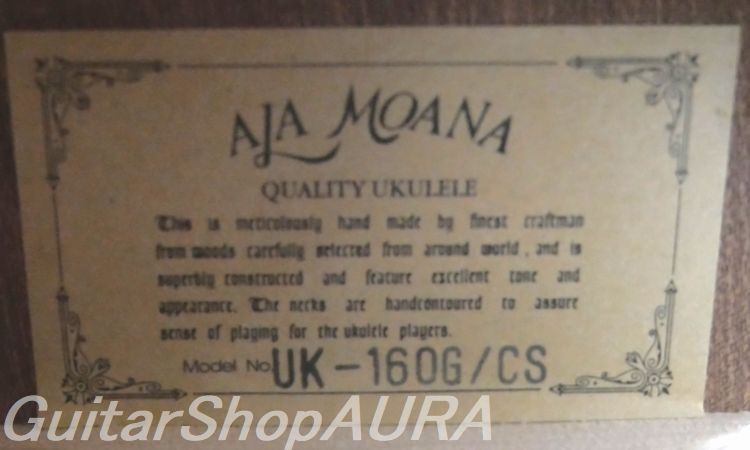 ALA MOANA
QUALITY UKULELE
This is meticolously hand made by finest craftman
from woods carefully selected from around world, and is
superbly constructed and feature excellent tone and
appearance. The necks are handcontoured to assure
sense of playing for the ukulele players.
Model No. UK-160G/CS
GuitarShopAURA